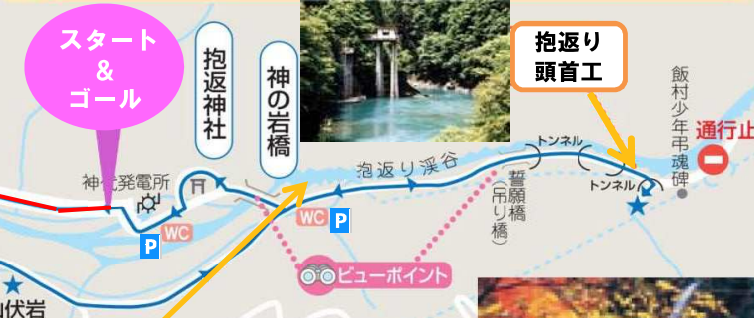 スタート
&
ゴール
抱返神社
神の岩橋
抱返り
頭首工
飯村少年弔魂碑
通行止
トンネル
抱返り渓谷
トンネル
誓願橋
(吊り橋)
神代発電所
WC
P
WC
P
ビューポイント
伏岩